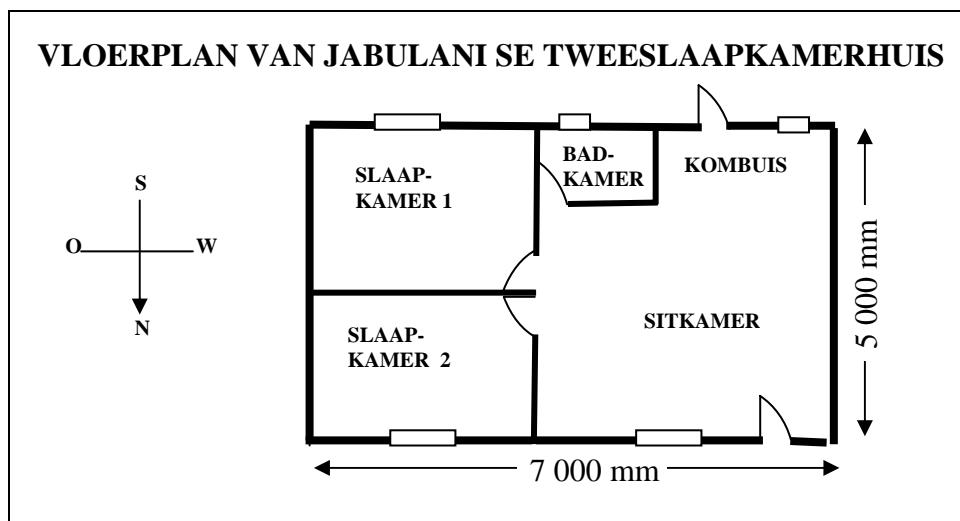 VLOERPLAN VAN JABULANI SE TWEESLAAPKAMERHUIS
BAD-
KAMER
KOMBUIS
SLAAP-
KAMER 1
S
O
W
N
SITKAMER
SLAAP-
KAMER 2
5 000 mm
7 000 mm